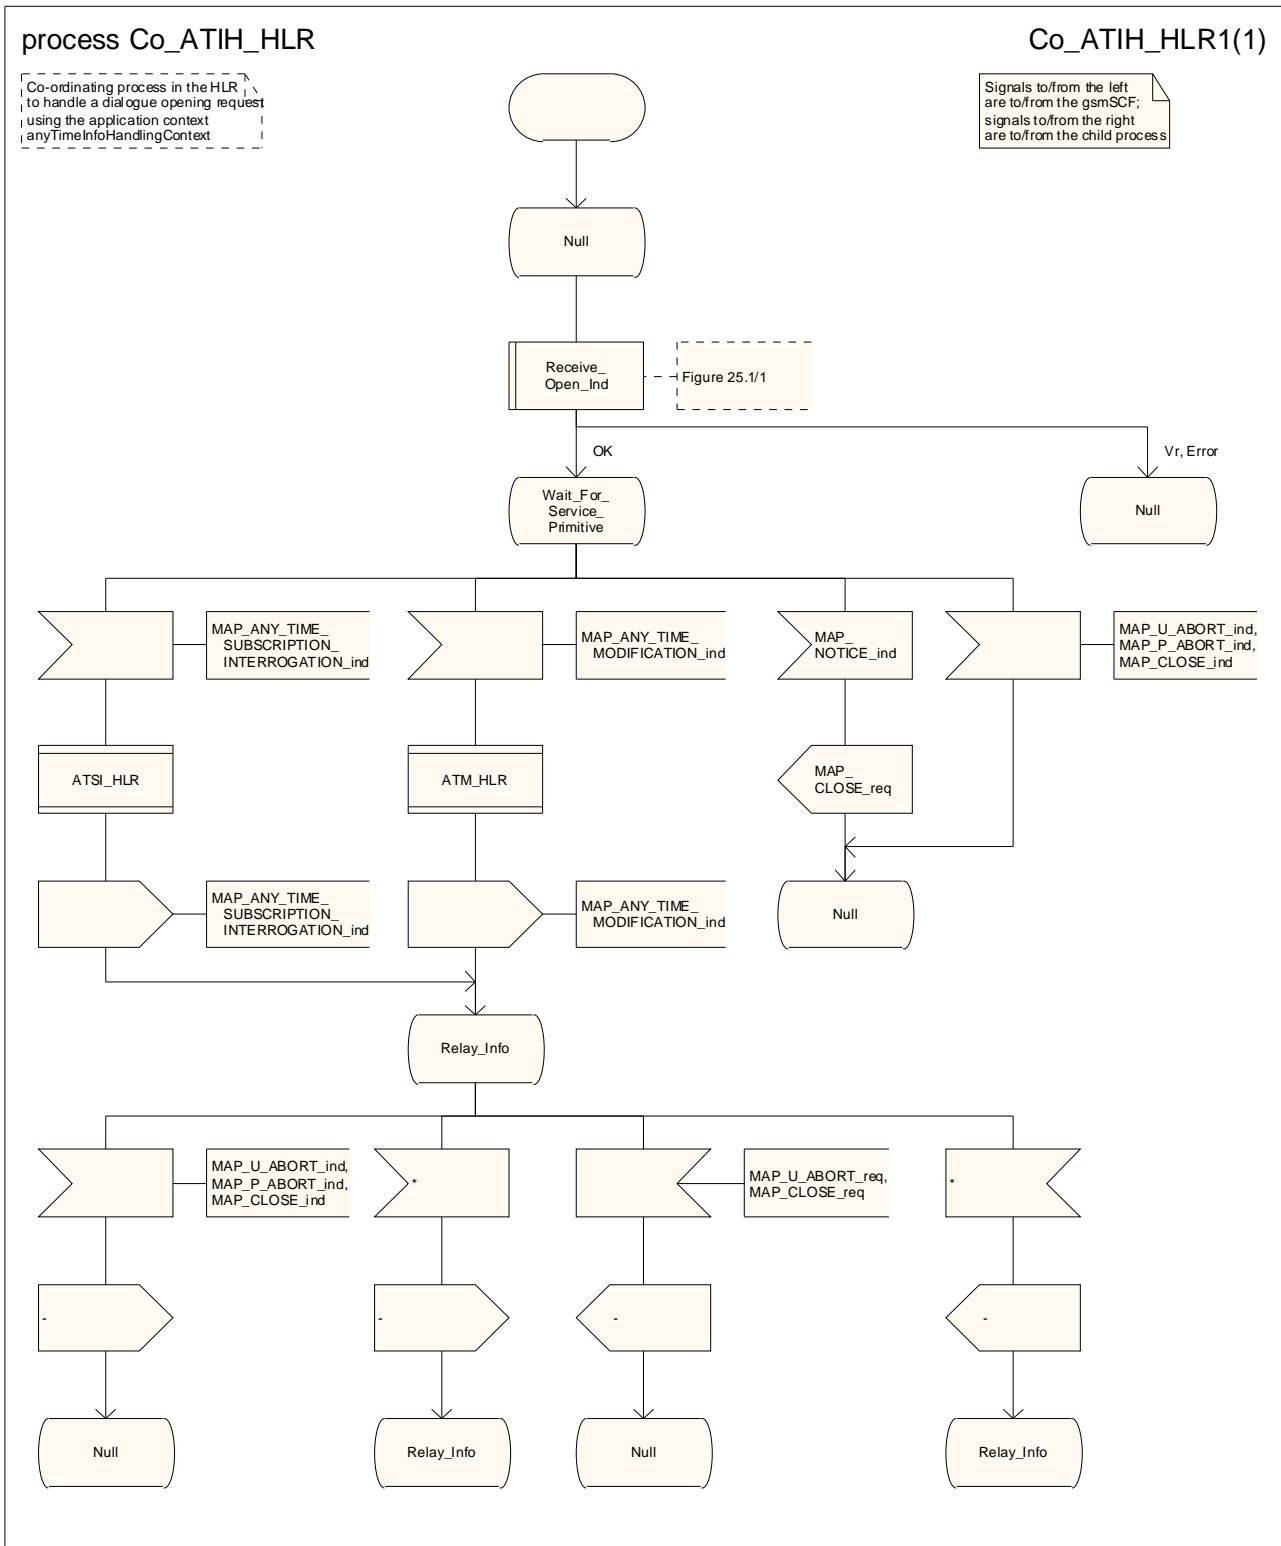 process Co_ATIH_HLR
Co_ATIH_HLR1(1)
Co-ordinating process in the HLR
to handle a dialogue opening request
using the application context
anyTimeInfoHandlingContext
Signals to/from the left
are to/from the gsmSCF;
signals to/from the right
are to/from the child process
Null
Receive_
Open_Ind
Figure 25.1/1
OK
Vr, Error
Wait_For_
Service_
Primitive
Null
MAP_ANY_TIME_
SUBSCRIPTION_
INTERROGATION_ind
MAP_ANY_TIME_
MODIFICATION_ind
MAP_
NOTICE_ind
MAP_U_ABORT_ind,
MAP_P_ABORT_ind,
MAP_CLOSE_ind
ATSI_HLR
ATM_HLR
MAP_
CLOSE_req
MAP_ANY_TIME_
SUBSCRIPTION_
INTERROGATION_ind
MAP_ANY_TIME_
MODIFICATION_ind
Null
Relay_Info
MAP_U_ABORT_ind,
MAP_P_ABORT_ind,
MAP_CLOSE_ind
*
MAP_U_ABORT_req,
MAP_CLOSE_req
*
-
-
-
-
Null
Relay_Info
Null
Relay_Info